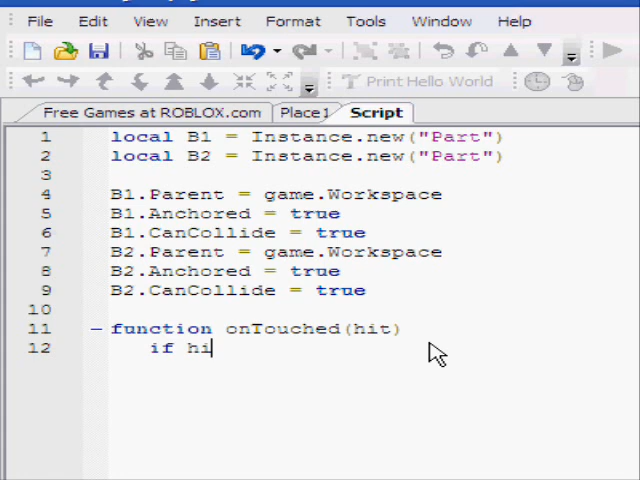 File Edit View Insert Format Tools Window Help
Print Hello World
Free Games at ROBLOX.com Place1 Script
1 local B1 = Instance.new("Part")
2 local B2 = Instance.new("Part")
3
4 B1.Parent = game.Workspace
5 B1.Anchored = true
6 B1.CanCollide = true
7 B2.Parent = game.Workspace
8 B2.Anchored = true
9 B2.CanCollide = true
10
11 function onTouched(hit)
12 if hi